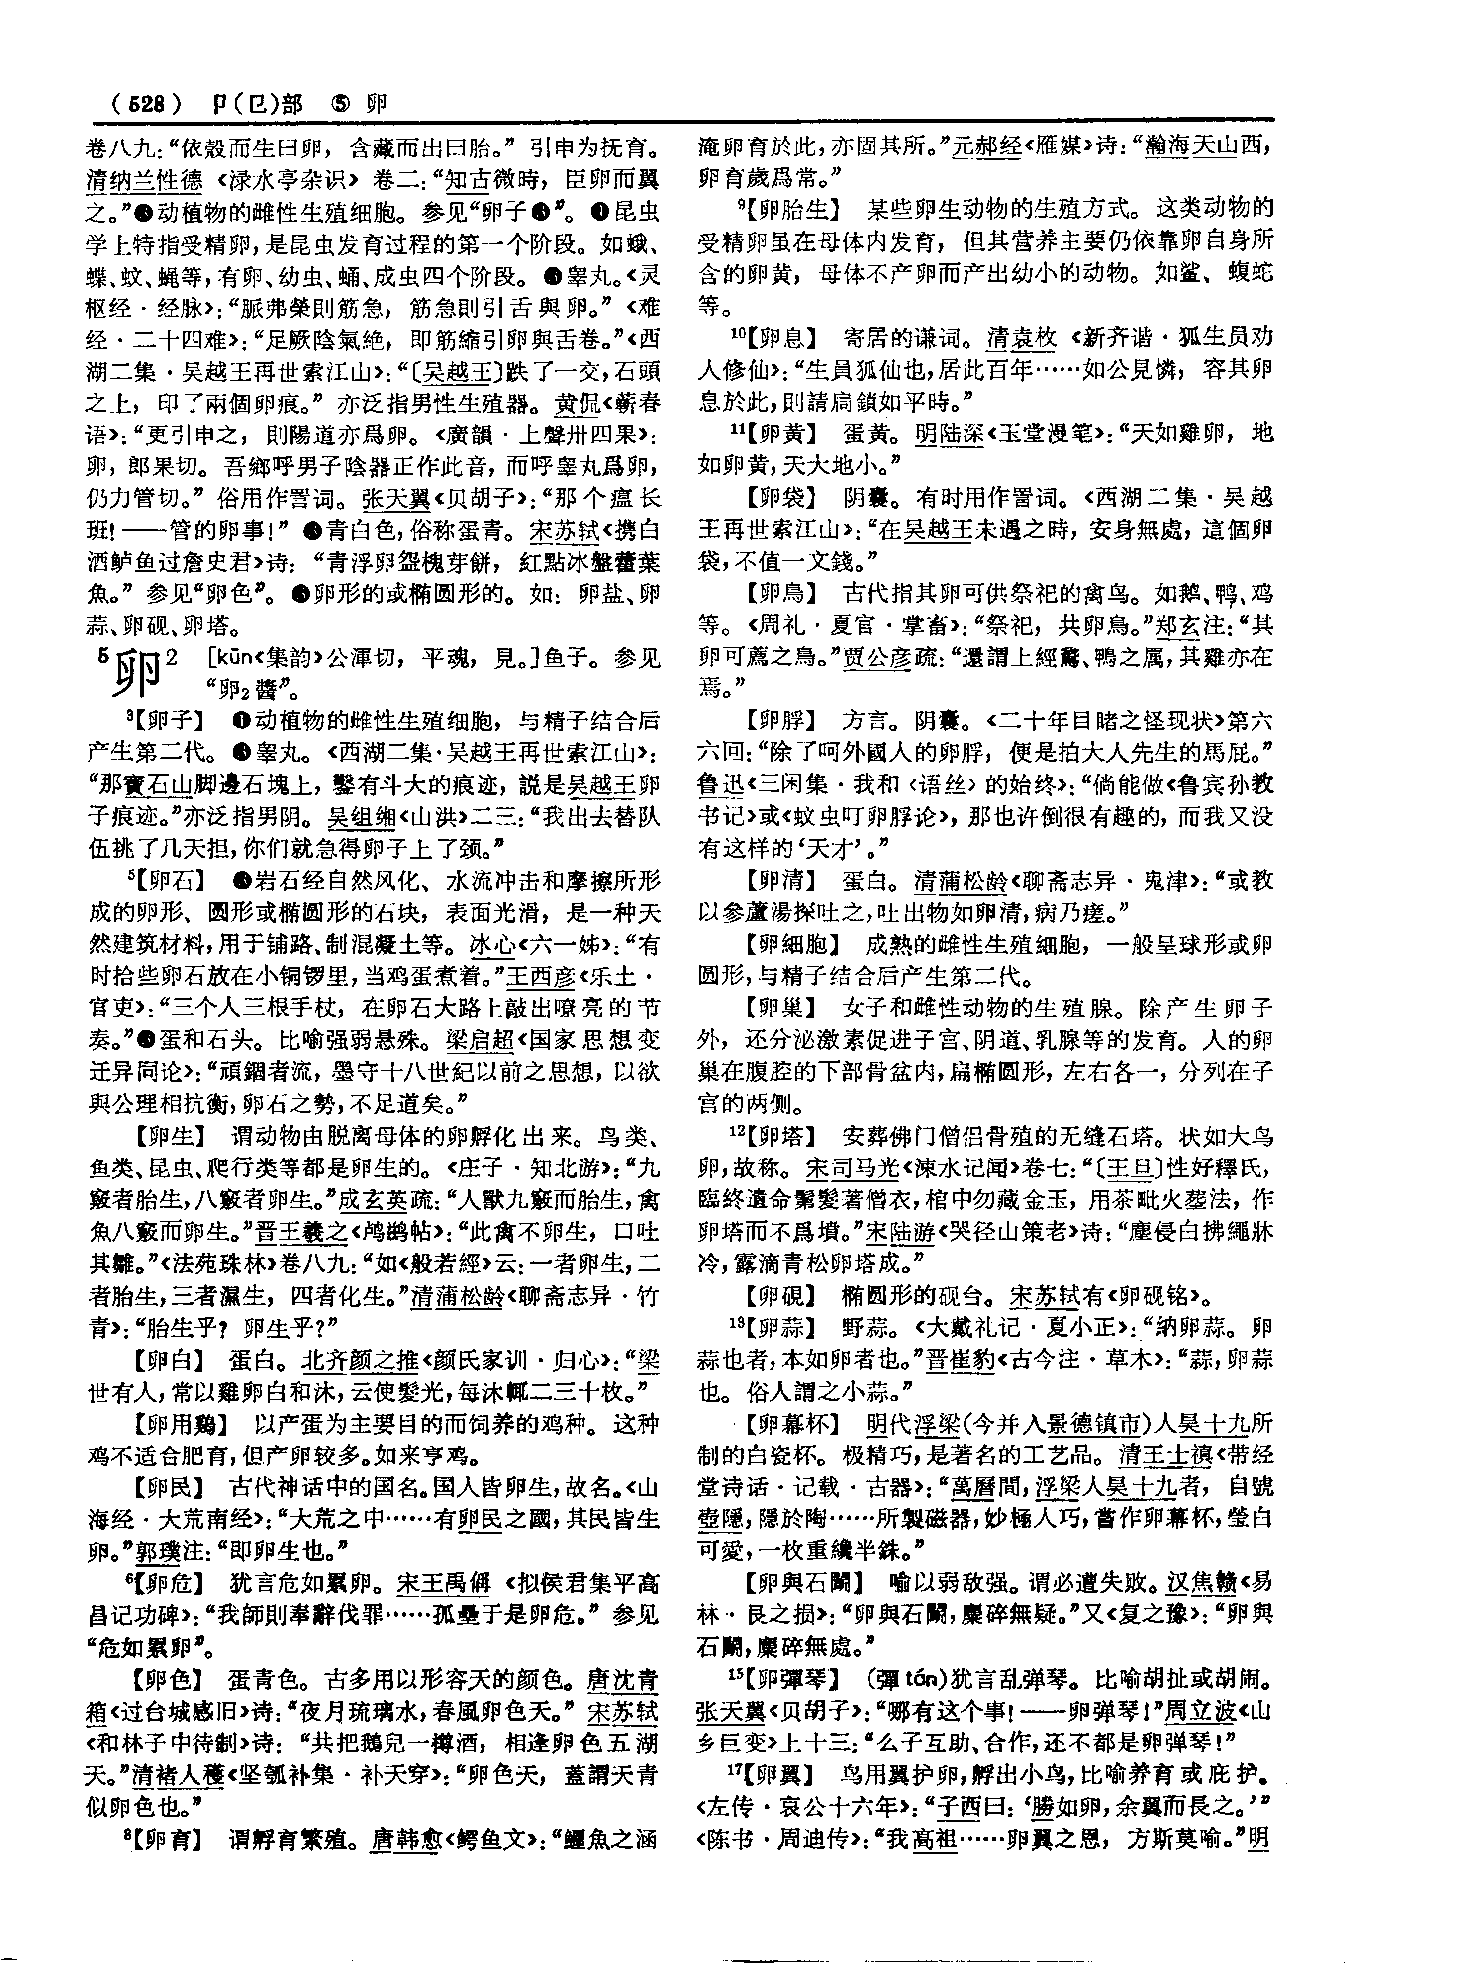 (528) 卩(㔾)部 ⑤ 卵
卷八九：“依殼而生曰卵，含藏而出曰胎。”引申为抚育。
清纳兰性德《渌水亭杂识》卷二：“知古微時，臣卵而翼
之。”❸动植物的雌性生殖细胞。参见“卵子❶”。❹昆虫
学上特指受精卵，是昆虫发育过程的第一个阶段。如蛾、
蝶、蚊、蝇等，有卵、幼虫、蛹、成虫四个阶段。❺睾丸。《灵
枢经·经脉》：“脈弗榮則筋急，筋急則引舌與卵。”《难
经·二十四难》：“足厥陰氣絶，即筋縮引卵與舌卷。”《西
湖二集·吴越王再世索江山》：“〔吴越王〕跌了一交，石頭
之上，印了兩個卵痕。”亦泛指男性生殖器。黄侃《蕲春
语》：“更引申之，則陽道亦爲卵。《廣韻·上聲卅四果》：
卵，郎果切。吾鄉呼男子陰器正作此音，而呼睾丸爲卵，
仍力管切。”俗用作詈词。张天翼《贝胡子》：“那个瘟长
班！——管的卵事！”❻青白色，俗称蛋青。宋苏轼《携白
酒鲈鱼过詹史君》诗：“青浮卵盌槐芽餅，紅點冰盤藿葉
魚。”参见“卵色”。❼卵形的或椭圆形的。如：卵盐、卵
蒜、卵砚、卵塔。
5卵2 [kūn《集韵》公渾切，平魂，見。]鱼子。参见
“卵2醬”。
3【卵子】 ❶动植物的雌性生殖细胞，与精子结合后
产生第二代。❷睾丸。《西湖二集·吴越王再世索江山》：
“那寶石山脚邊石塊上，鑿有斗大的痕迹，説是吴越王卵
子痕迹。”亦泛指男阴。吴组缃《山洪》二三：“我出去替队
伍挑了几天担，你们就急得卵子上了颈。”
5【卵石】 ❶岩石经自然风化、水流冲击和摩擦所形
成的卵形、圆形或椭圆形的石块，表面光滑，是一种天
然建筑材料，用于铺路、制混凝土等。冰心《六一姊》：“有
时拾些卵石放在小铜锣里，当鸡蛋煮着。”王西彦《乐土·
官吏》：“三个人三根手杖，在卵石大路上敲出嘹亮的节
奏。”❷蛋和石头。比喻强弱悬殊。梁启超《国家思想变
迁异同论》：“頑錮者流，墨守十八世紀以前之思想，以欲
與公理相抗衡，卵石之勢，不足道矣。”
【卵生】 谓动物由脱离母体的卵孵化出来。鸟类、
鱼类、昆虫、爬行类等都是卵生的。《庄子·知北游》：“九
竅者胎生，八竅者卵生。”成玄英疏：“人獸九竅而胎生，禽
魚八竅而卵生。”晋王羲之《鸬鹚帖》：“此禽不卵生，口吐
其雛。”《法苑珠林》卷八九：“如《般若經》云：一者卵生，二
者胎生，三者濕生，四者化生。”清蒲松龄《聊斋志异·竹
青》：“胎生乎？卵生乎？”
【卵白】 蛋白。北齐颜之推《颜氏家训·归心》：“梁
世有人，常以雞卵白和沐，云使髮光，每沐輒二三十枚。”
【卵用鷄】 以产蛋为主要目的而饲养的鸡种。这种
鸡不适合肥育，但产卵较多。如来亨鸡。
【卵民】 古代神话中的国名。国人皆卵生，故名。《山
海经·大荒南经》：“大荒之中……有卵民之國，其民皆生
卵。”郭璞注：“即卵生也。”
6【卵危】 犹言危如累卵。宋王禹偁《拟侯君集平高
昌记功碑》：“我師則奉辭伐罪……孤壘于是卵危。”参见
“危如累卵”。
【卵色】 蛋青色。古多用以形容天的颜色。唐沈青
箱《过台城感旧》诗：“夜月琉璃水，春風卵色天。”宋苏轼
《和林子中待制》诗：“共把鵝兒一樽酒，相逢卵色五湖
天。”清褚人穫《坚瓠补集·补天穿》：“卵色天，蓋謂天青
似卵色也。”
8【卵育】 谓孵育繁殖。唐韩愈《鳄鱼文》：“鱷魚之涵
淹卵育於此，亦固其所。”元郝经《雁媒》诗：“瀚海天山西，
卵育歲爲常。”
9【卵胎生】 某些卵生动物的生殖方式。这类动物的
受精卵虽在母体内发育，但其营养主要仍依靠卵自身所
含的卵黄，母体不产卵而产出幼小的动物。如鲨、蝮蛇
等。
10【卵息】 寄居的谦词。清袁枚《新齐谐·狐生员劝
人修仙》：“生員狐仙也，居此百年……如公見憐，容其卵
息於此，則請扃鎖如平時。”
11【卵黄】 蛋黄。明陆深《玉堂漫笔》：“天如雞卵，地
如卵黄，天大地小。”
【卵袋】 阴囊。有时用作詈词。《西湖二集·吴越
王再世索江山》：“在吴越王未遇之時，安身無處，這個卵
袋，不值一文錢。”
【卵鳥】 古代指其卵可供祭祀的禽鸟。如鹅、鸭、鸡
等。《周礼·夏官·掌畜》：“祭祀，共卵鳥。”郑玄注：“其
卵可薦之鳥。”贾公彦疏：“還謂上經鶩、鴨之属，其雞亦在
焉。”
【卵脬】 方言。阴囊。《二十年目睹之怪现状》第六
六回：“除了呵外國人的卵脬，便是拍大人先生的馬屁。”
鲁迅《三闲集·我和〈语丝〉的始终》：“倘能做《鲁宾孙教
书记》或《蚊虫叮卵脬论》，那也许倒很有趣的，而我又没
有这样的‘天才’。”
【卵清】 蛋白。清蒲松龄《聊斋志异·鬼津》：“或教
以參蘆湯探吐之，吐出物如卵清，病乃瘥。”
【卵細胞】 成熟的雌性生殖细胞，一般呈球形或卵
圆形，与精子结合后产生第二代。
【卵巢】 女子和雌性动物的生殖腺。除产生卵子
外，还分泌激素促进子宫、阴道、乳腺等的发育。人的卵
巢在腹腔的下部骨盆内，扁椭圆形，左右各一，分列在子
宫的两侧。
12【卵塔】 安葬佛门僧侣骨殖的无缝石塔。状如大鸟
卵，故称。宋司马光《涑水记闻》卷七：“〔王旦〕性好釋氏，
臨終遺命鬀髮著僧衣，棺中勿藏金玉，用茶毗火葬法，作
卵塔而不爲墳。”宋陆游《哭径山策老》诗：“塵侵白拂繩牀
冷，露滴青松卵塔成。”
【卵硯】 椭圆形的砚台。宋苏轼有《卵砚铭》。
13【卵蒜】 野蒜。《大戴礼记·夏小正》：“納卵蒜。卵
蒜也者，本如卵者也。”晋崔豹《古今注·草木》：“蒜，卵蒜
也。俗人謂之小蒜。”
【卵幕杯】 明代浮梁(今并入景德镇市)人昊十九所
制的白瓷杯。极精巧，是著名的工艺品。清王士禛《带经
堂诗话·记载·古器》：“萬曆間，浮梁人昊十九者，自號
壺隱，隱於陶……所製磁器，妙極人巧，嘗作卵幕杯，瑩白
可愛，一枚重纔半銖。”
【卵與石鬭】 喻以弱敌强。谓必遭失败。汉焦赣《易
林·艮之损》：“卵與石鬭，麋碎無疑。”又《复之豫》：“卵與
石鬭，麋碎無處。”
15【卵彈琴】 (彈 tán)犹言乱弹琴。比喻胡扯或胡闹。
张天翼《贝胡子》：“哪有这个事！——卵弹琴！”周立波《山
乡巨变》上十三：“么子互助、合作，还不都是卵弹琴！”
17【卵翼】 鸟用翼护卵，孵出小鸟，比喻养育或庇护。
《左传·哀公十六年》：“子西曰：‘勝如卵，余翼而長之。’”
《陈书·周迪传》：“我高祖……卵翼之恩，方斯莫喻。”明